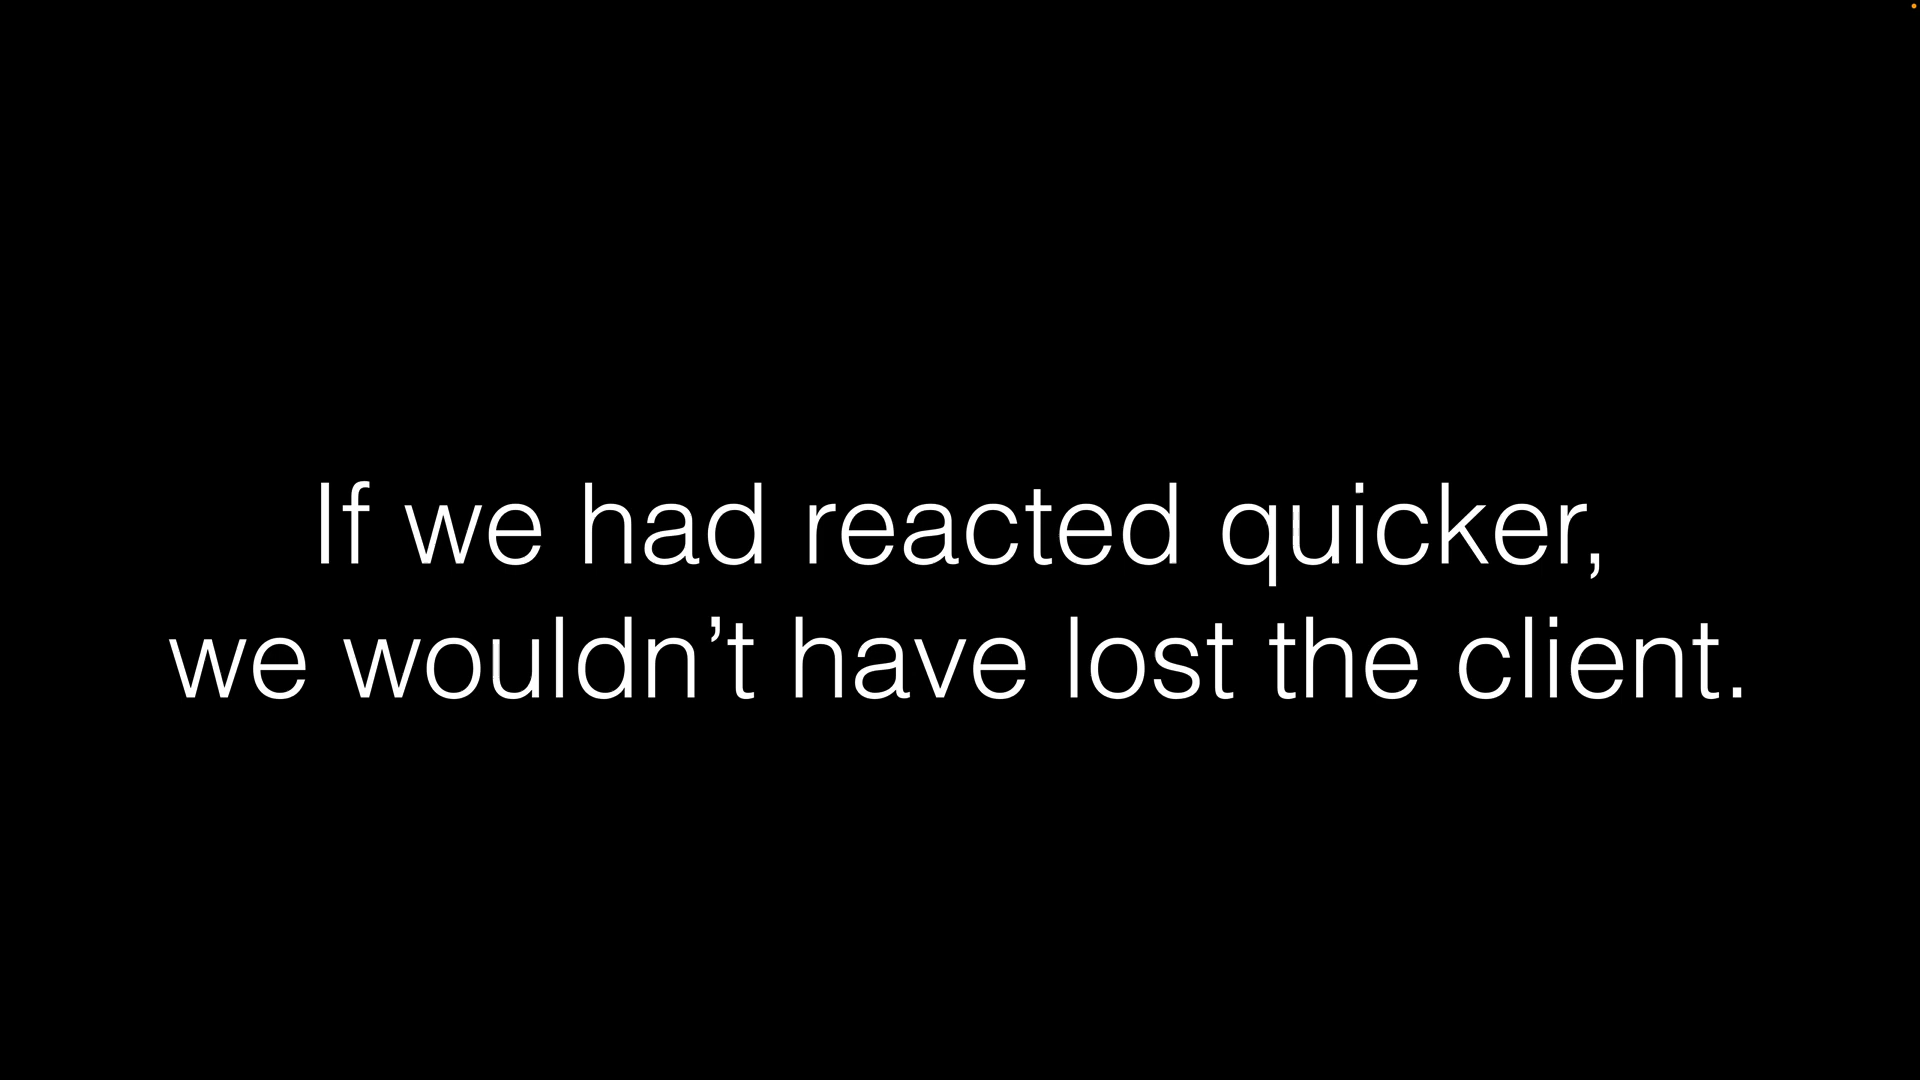 If we had reacted quicker,
we wouldn’t have lost the client.